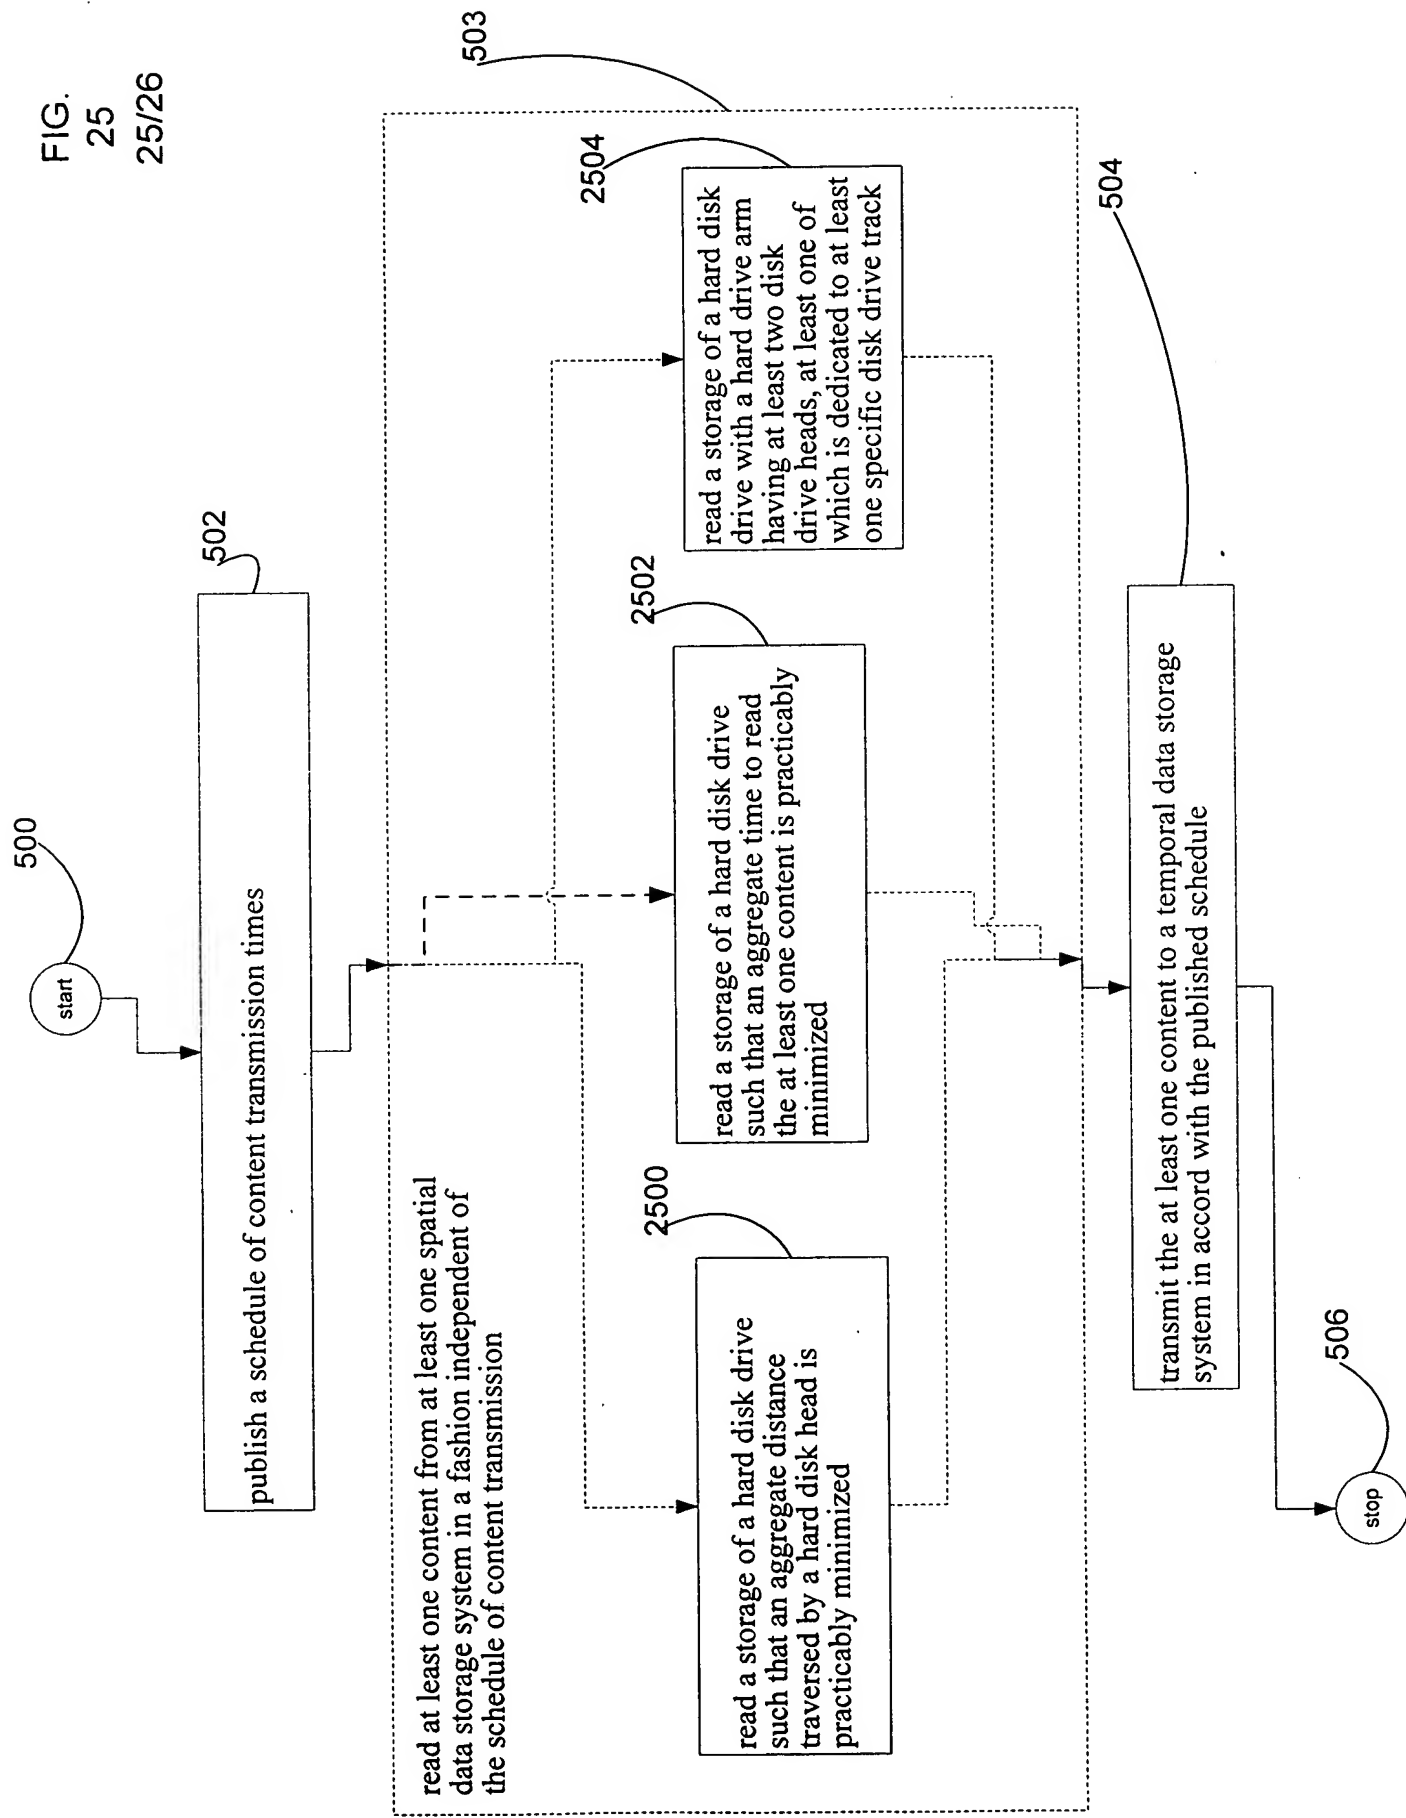 FIG.
25
25/26
500
start
502
publish a schedule of content transmission times
503
read at least one content from at least one spatial
data storage system in a fashion independent of
the schedule of content transmission
2500
read a storage of a hard disk drive
such that an aggregate distance
traversed by a hard disk head is
practicably minimized
2502
read a storage of a hard disk drive
such that an aggregate time to read
the at least one content is practicably
minimized
2504
read a storage of a hard disk
drive with a hard drive arm
having at least two disk
drive heads, at least one of
which is dedicated to at least
one specific disk drive track
504
transmit the at least one content to a temporal data storage
system in accord with the published schedule
506
stop